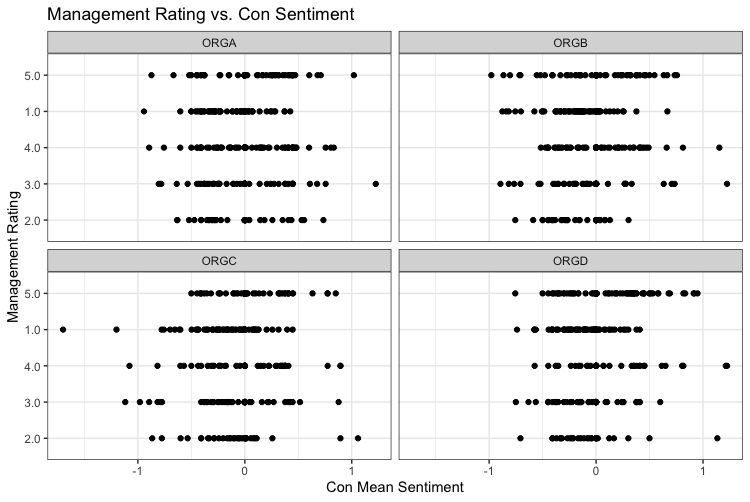 Management Rating vs. Con Sentiment
ORGA
ORGB
5.0
1.0
4.0
3.0
2.0
ORGC
ORGD
5.0
1.0
4.0
3.0
2.0
-1 0 1 -1 0 1
Con Mean Sentiment
Management Rating